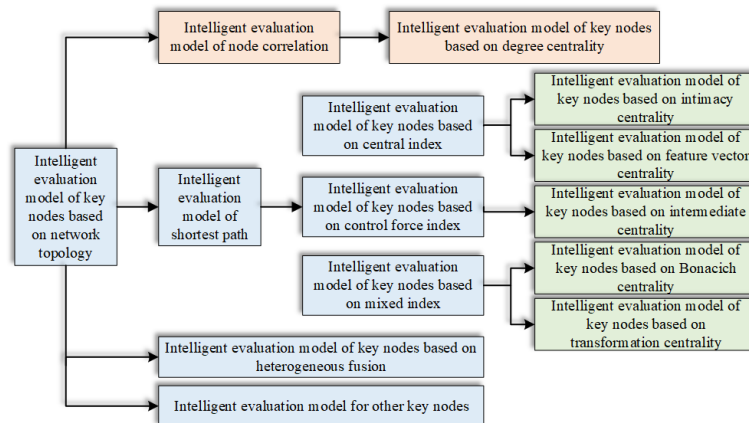 Intelligent evaluation
model of node correlation
Intelligent evaluation model of key nodes
based on degree centrality
Intelligent
evaluation
model of key
nodes based
on network
topology
Intelligent
evaluation
model of
shortest path
Intelligent evaluation
model of key nodes based
on central index
Intelligent evaluation
model of key nodes based
on control force index
Intelligent evaluation
model of key nodes based
on mixed index
Intelligent evaluation model of
key nodes based on intimacy
centrality
Intelligent evaluation model of
key nodes based on feature vector
centrality
Intelligent evaluation model of
key nodes based on intermediate
centrality
Intelligent evaluation model of
key nodes based on Bonacich
centrality
Intelligent evaluation model of
key nodes based on
transformation centrality
Intelligent evaluation model of key nodes based on
heterogeneous fusion
Intelligent evaluation model for other key nodes